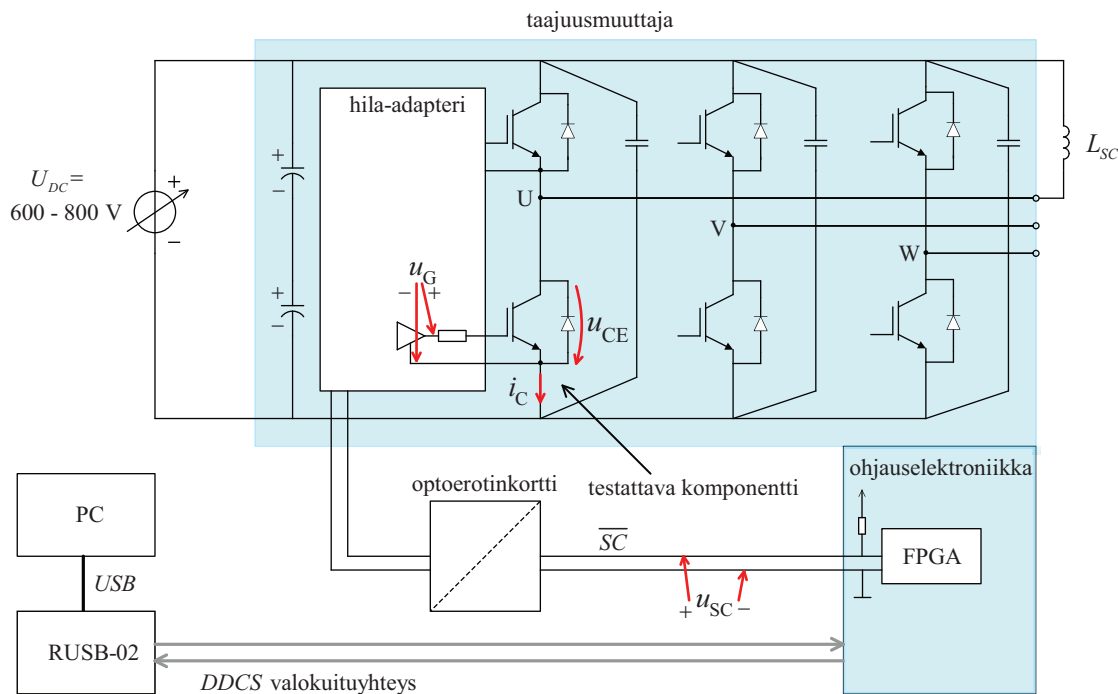 taajuusmuuttaja
hila-adapteri
U_DC =
600 - 800 V
+
−
+
−
+
−
L_SC
U
V
W
u_G
− +
u_CE
i_C
testattava komponentti
optoerotinkortti
ohjauselektroniikka
PC
USB
RUSB-02
S̅C̅
FPGA
+ u_SC −
DDCS valokuituyhteys